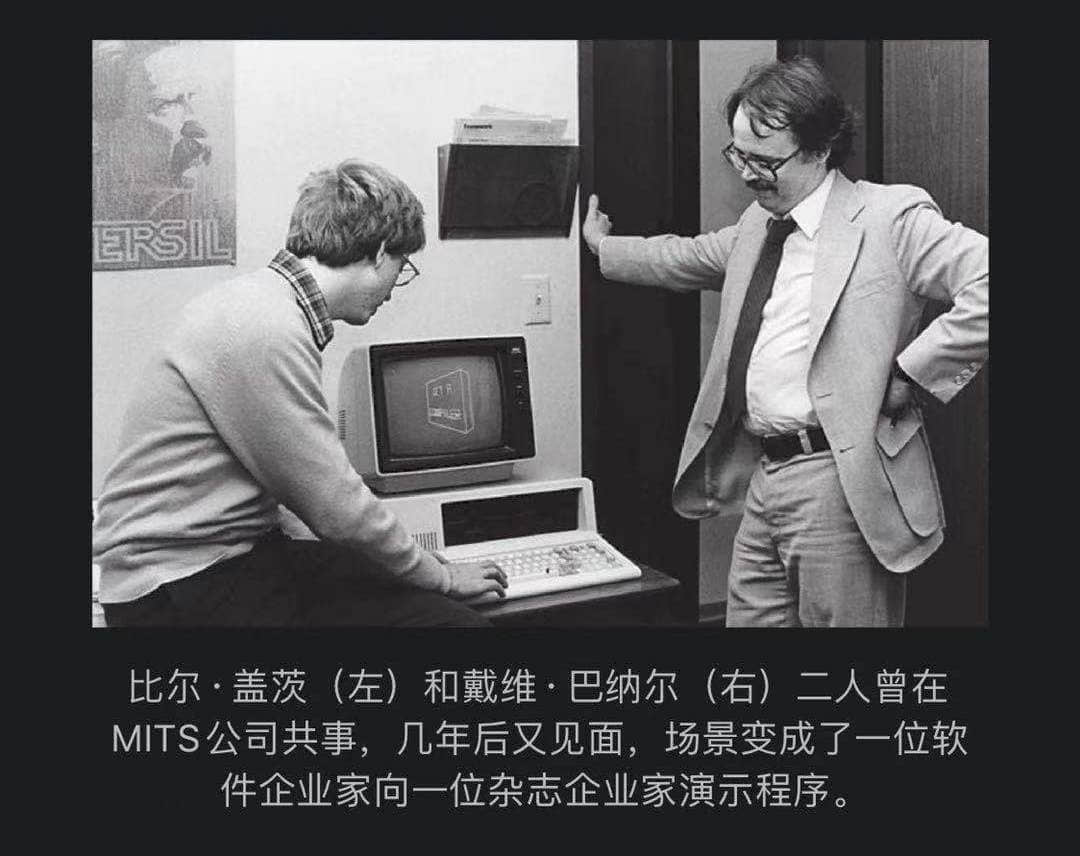 ERSIL
Framework
GET A
比尔·盖茨（左）和戴维·巴纳尔（右）二人曾在
MITS公司共事，几年后又见面，场景变成了一位软
件企业家向一位杂志企业家演示程序。